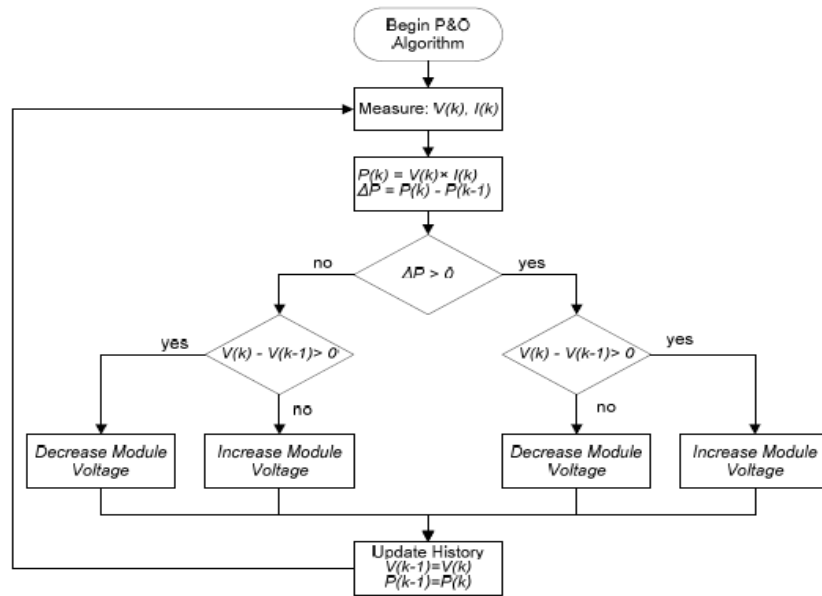 Begin P&O
Algorithm
Measure: V(k), I(k)
P(k) = V(k)× I(k)
ΔP = P(k) - P(k-1)
ΔP > 0
no
yes
V(k) - V(k-1)> 0
yes
no
V(k) - V(k-1)> 0
yes
no
Decrease Module
Voltage
Increase Module
Voltage
Decrease Module
Voltage
Increase Module
Voltage
Update History
V(k-1)=V(k)
P(k-1)=P(k)